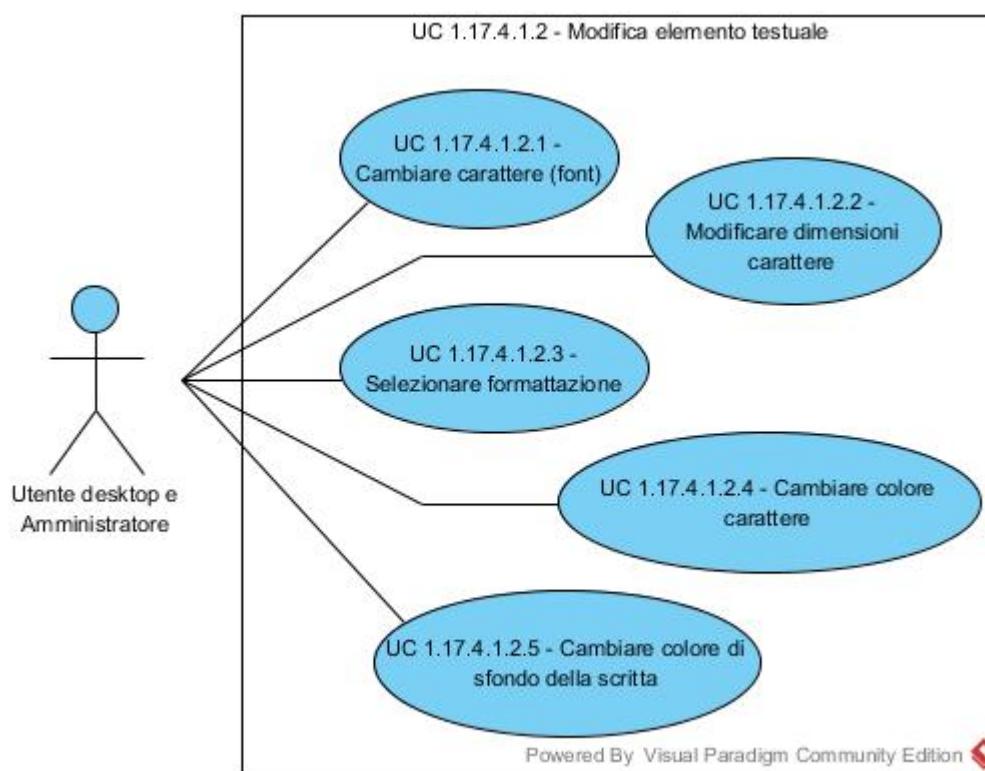 UC 1.17.4.1.2 - Modifica elemento testuale
UC 1.17.4.1.2.1 -
Cambiare carattere (font)
UC 1.17.4.1.2.2 -
Modificare dimensioni
carattere
UC 1.17.4.1.2.3 -
Selezionare formattazione
Utente desktop e
Amministratore
UC 1.17.4.1.2.4 - Cambiare colore
carattere
UC 1.17.4.1.2.5 - Cambiare colore di
sfondo della scritta
Powered By Visual Paradigm Community Edition